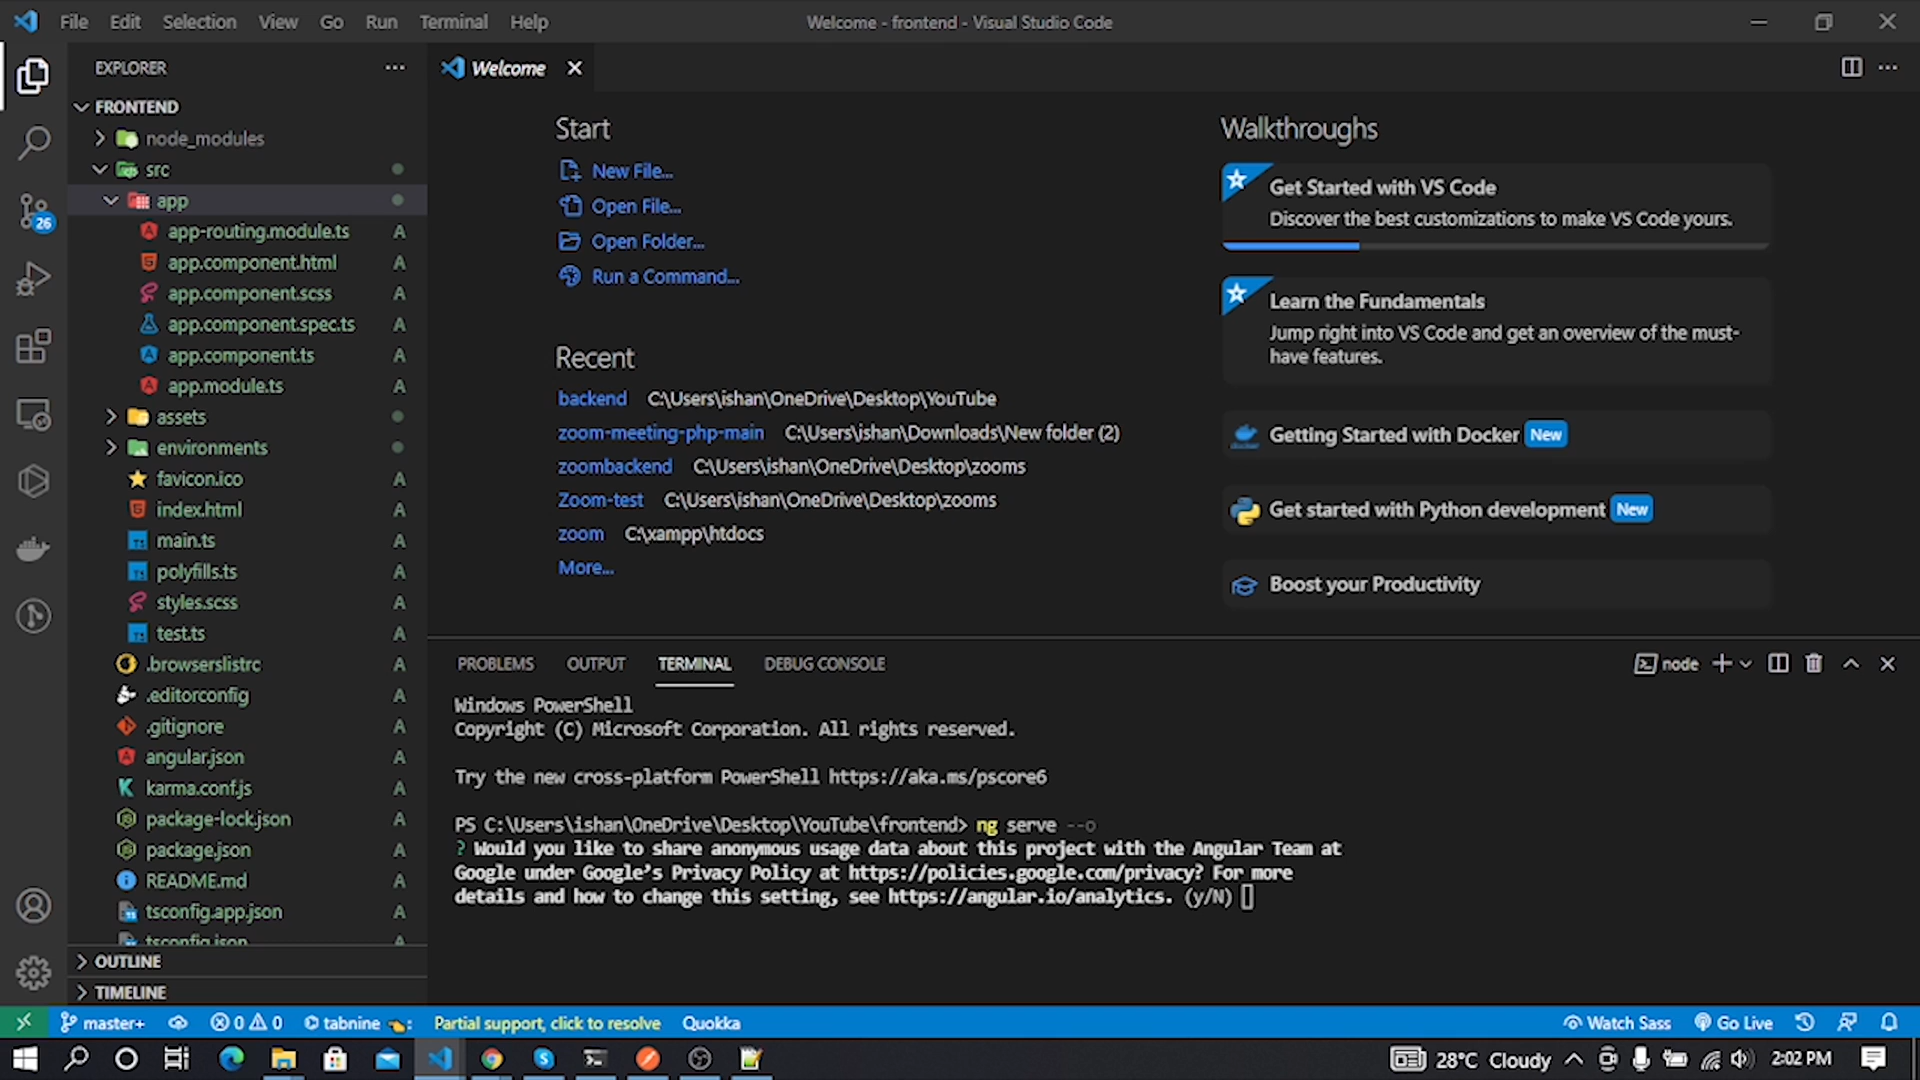 File Edit Selection View Go Run Terminal Help
Welcome - frontend - Visual Studio Code
EXPLORER
FRONTEND
node_modules
src
app
app-routing.module.ts A
app.component.html A
app.component.scss A
app.component.spec.ts A
app.component.ts A
app.module.ts A
assets
environments
favicon.ico A
index.html A
main.ts A
polyfills.ts A
styles.scss A
test.ts A
.browserslistrc A
.editorconfig A
.gitignore A
angular.json A
karma.conf.js A
package-lock.json A
package.json A
README.md A
tsconfig.app.json A
tsconfig.json A
OUTLINE
TIMELINE
26
Welcome
Start
New File...
Open File...
Open Folder...
Run a Command...
Recent
backend C:\Users\ishan\OneDrive\Desktop\YouTube
zoom-meeting-php-main C:\Users\ishan\Downloads\New folder (2)
zoombackend C:\Users\ishan\OneDrive\Desktop\zooms
Zoom-test C:\Users\ishan\OneDrive\Desktop\zooms
zoom C:\xampp\htdocs
More...
Walkthroughs
Get Started with VS Code
Discover the best customizations to make VS Code yours.
Learn the Fundamentals
Jump right into VS Code and get an overview of the must-
have features.
Getting Started with Docker New
Get started with Python development New
Boost your Productivity
PROBLEMS OUTPUT TERMINAL DEBUG CONSOLE
node
Windows PowerShell
Copyright (C) Microsoft Corporation. All rights reserved.
Try the new cross-platform PowerShell https://aka.ms/pscore6
PS C:\Users\ishan\OneDrive\Desktop\YouTube\frontend> ng serve --o
? Would you like to share anonymous usage data about this project with the Angular Team at
Google under Google’s Privacy Policy at https://policies.google.com/privacy? For more
details and how to change this setting, see https://angular.io/analytics. (y/N)
master+ 0 0 tabnine : Partial support, click to resolve Quokka
Watch Sass Go Live
28°C Cloudy 2:02 PM